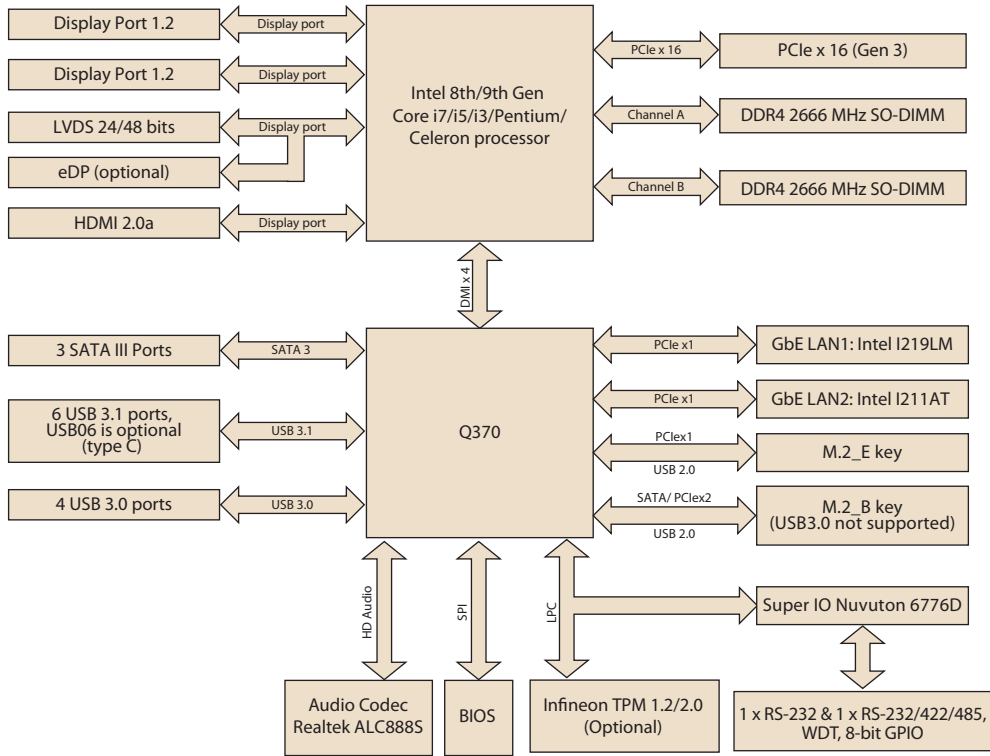 Display Port 1.2
Display port
Display Port 1.2
Display port
LVDS 24/48 bits
Display port
eDP (optional)
HDMI 2.0a
Display port
Intel 8th/9th Gen
Core i7/i5/i3/Pentium/
Celeron processor
PCIe x 16
PCIe x 16 (Gen 3)
Channel A
DDR4 2666 MHz SO-DIMM
Channel B
DDR4 2666 MHz SO-DIMM
DMI x 4
3 SATA III Ports
SATA 3
6 USB 3.1 ports,
USB06 is optional
(type C)
USB 3.1
4 USB 3.0 ports
USB 3.0
Q370
PCIe x1
GbE LAN1: Intel I219LM
PCIe x1
GbE LAN2: Intel I211AT
PCIex1
USB 2.0
M.2_E key
SATA/ PCIex2
USB 2.0
M.2_B key
(USB3.0 not supported)
HD Audio
SPI
LPC
Super IO Nuvuton 6776D
Audio Codec
Realtek ALC888S
BIOS
Infineon TPM 1.2/2.0
(Optional)
1 x RS-232 & 1 x RS-232/422/485,
WDT, 8-bit GPIO